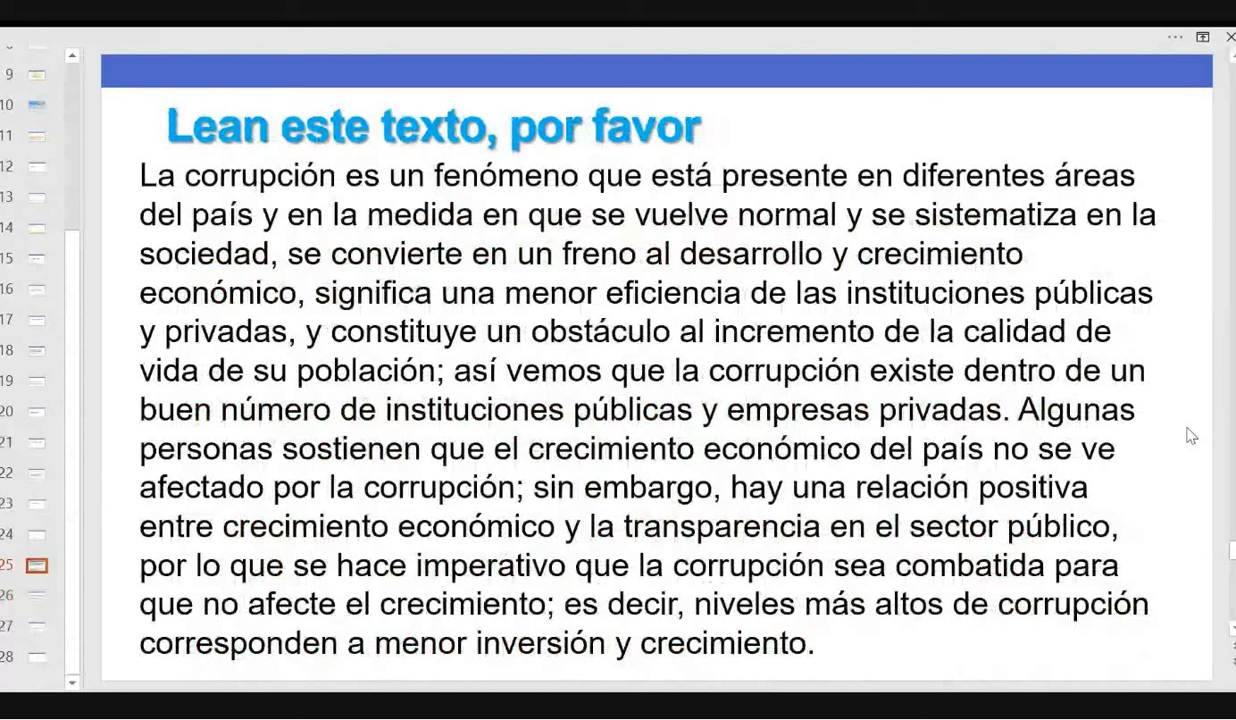 Lean este texto, por favor
La corrupción es un fenómeno que está presente en diferentes áreas
del país y en la medida en que se vuelve normal y se sistematiza en la
sociedad, se convierte en un freno al desarrollo y crecimiento
económico, significa una menor eficiencia de las instituciones públicas
y privadas, y constituye un obstáculo al incremento de la calidad de
vida de su población; así vemos que la corrupción existe dentro de un
buen número de instituciones públicas y empresas privadas. Algunas
personas sostienen que el crecimiento económico del país no se ve
afectado por la corrupción; sin embargo, hay una relación positiva
entre crecimiento económico y la transparencia en el sector público,
por lo que se hace imperativo que la corrupción sea combatida para
que no afecte el crecimiento; es decir, niveles más altos de corrupción
corresponden a menor inversión y crecimiento.
9
10
11
12
13
14
15
16
17
18
19
20
21
22
23
24
25
26
27
28